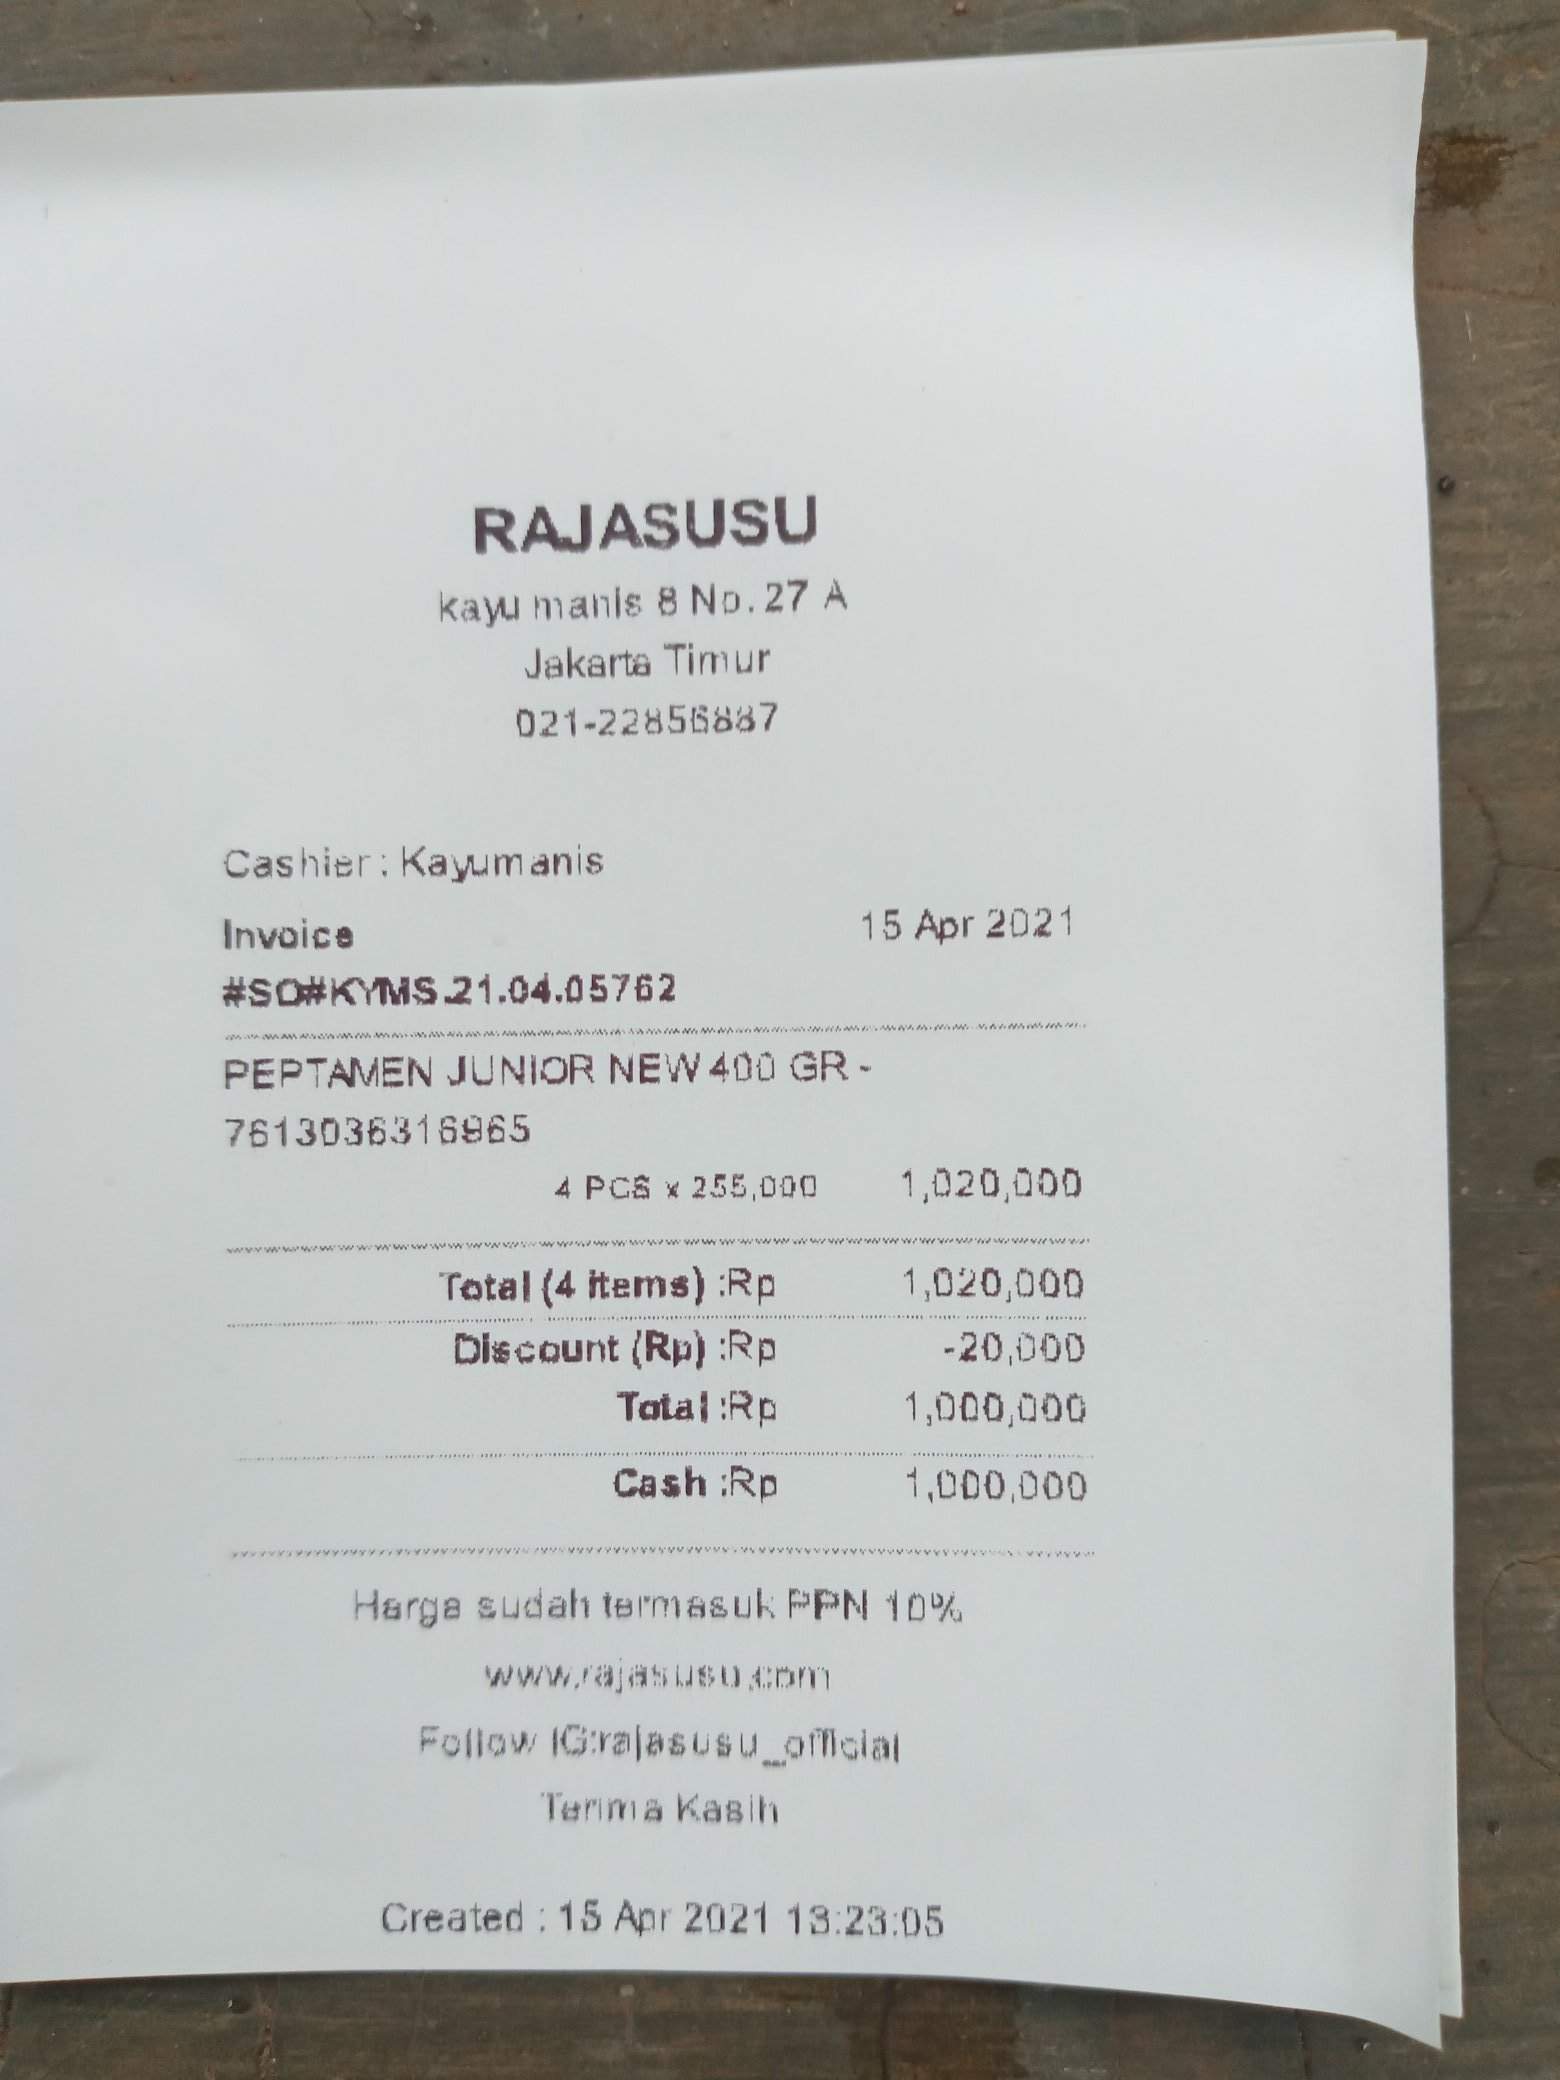 RAJASUSU
kayu manis 8 No. 27 A
Jakarta Timur
021-22856887
Cashier : Kayumanis
Invoice
15 Apr 2021
#SO#KYMS.21.04.05762
PEPTAMEN JUNIOR NEW 400 GR -
7613036316965
4 PCS x 255,000 1,020,000
Total (4 items) :Rp 1,020,000
Discount (Rp) :Rp -20,000
Total :Rp 1,000,000
Cash :Rp 1,000,000
Harga sudah termasuk PPN 10%
www.rajasusu.com
Follow IG:rajasusu_official
Terima Kasih
Created : 15 Apr 2021 13:23:05